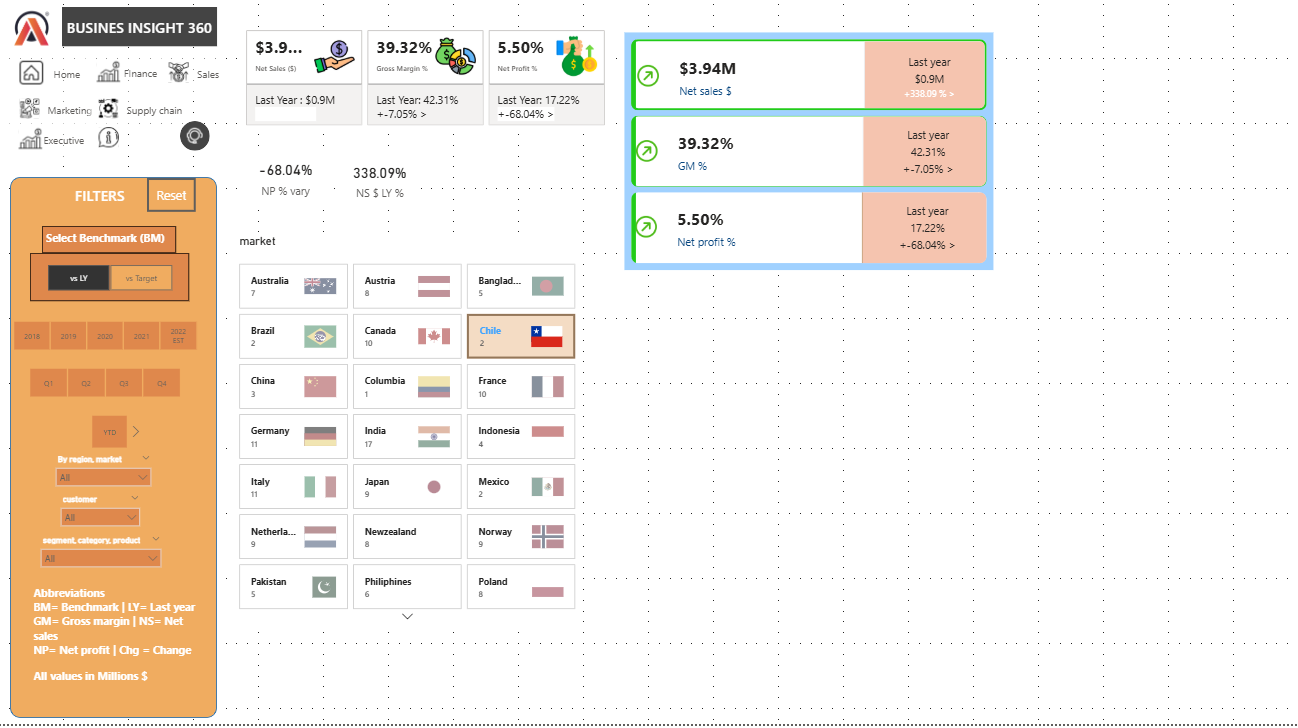 BUSINES INSIGHT 360
Home
Finance
Sales
Marketing
Supply chain
Executive
FILTERS
Reset
Select Benchmark (BM)
vs LY
vs Target
2018
2019
2020
2021
2022
EST
Q1
Q2
Q3
Q4
YTD
By region, market
All
customer
All
segment, category, product
All
Abbreviations
BM= Benchmark | LY= Last year
GM= Gross margin | NS= Net
sales
NP= Net profit | Chg = Change
All values in Millions $
$3.9...
Net Sales ($)
Last Year : $0.9M
39.32%
Gross Margin %
Last Year: 42.31%
+-7.05% >
5.50%
Net Profit %
Last Year: 17.22%
+-68.04% >
-68.04%
NP % vary
338.09%
NS $ LY %
market
Australia
7
Austria
8
Banglad...
5
Brazil
2
Canada
10
Chile
2
China
3
Columbia
1
France
10
Germany
11
India
17
Indonesia
4
Italy
11
Japan
9
Mexico
2
Netherla...
9
Newzealand
8
Norway
9
Pakistan
5
Philiphines
6
Poland
8
$3.94M
Net sales $
Last year
$0.9M
+338.09 % >
39.32%
GM %
Last year
42.31%
+-7.05% >
5.50%
Net profit %
Last year
17.22%
+-68.04% >